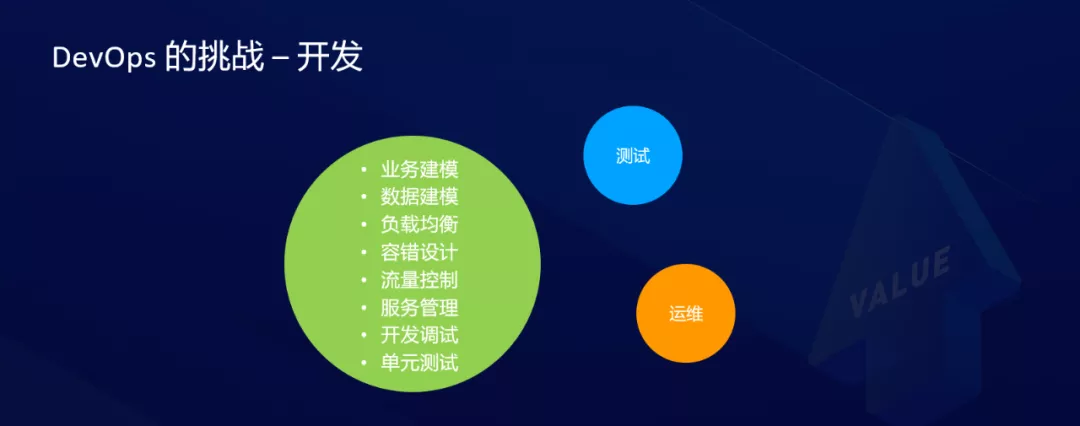 DevOps 的挑战 – 开发
• 业务建模
• 数据建模
• 负载均衡
• 容错设计
• 流量控制
• 服务管理
• 开发调试
• 单元测试
测试
运维
VALUE